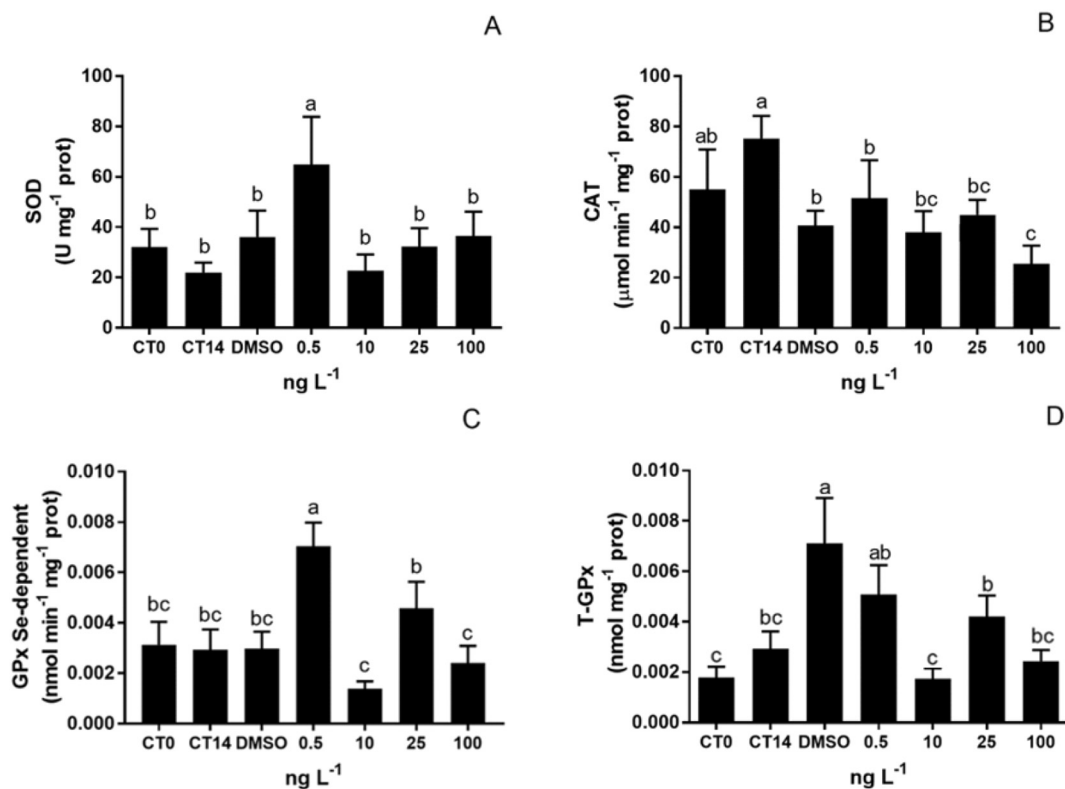 A
SOD
(U mg⁻¹ prot)
100
80
60
40
20
0
b
b
b
a
b
b
b
CT0 CT14 DMSO 0.5 10 25 100
ng L⁻¹
B
CAT
(μmol min⁻¹ mg⁻¹ prot)
100
80
60
40
20
0
ab
a
b
b
bc
bc
c
CT0 CT14 DMSO 0.5 10 25 100
ng L⁻¹
C
GPx Se-dependent
(nmol min⁻¹ mg⁻¹ prot)
0.010
0.008
0.006
0.004
0.002
0.000
bc
bc
bc
a
c
b
c
CT0 CT14 DMSO 0.5 10 25 100
ng L⁻¹
D
T-GPx
(nmol mg⁻¹ prot)
0.010
0.008
0.006
0.004
0.002
0.000
c
bc
a
ab
c
b
bc
CT0 CT14 DMSO 0.5 10 25 100
ng L⁻¹